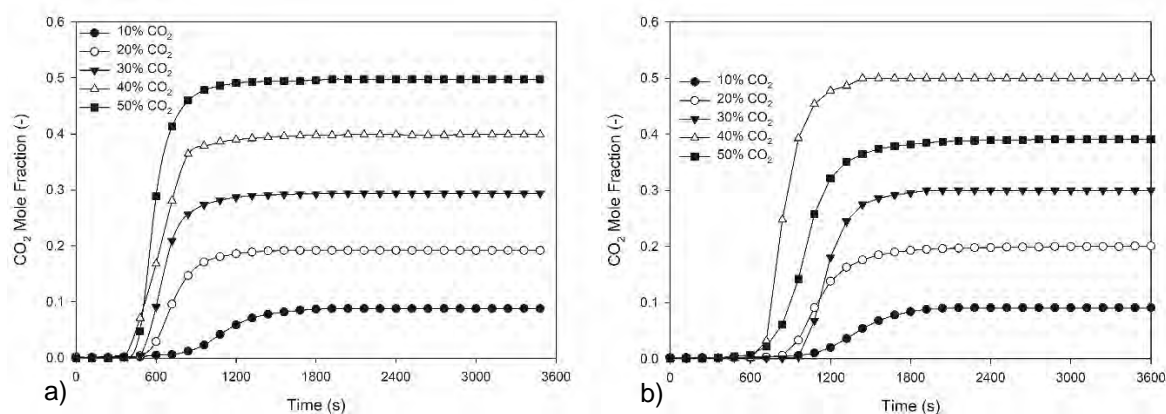 0.6
0.5
0.4
0.3
0.2
0.1
0.0
CO₂ Mole Fraction (-)
10% CO₂
20% CO₂
30% CO₂
40% CO₂
50% CO₂
0 600 1200 1800 2400 3000 3600
Time (s)
a)
0.6
0.5
0.4
0.3
0.2
0.1
0.0
CO₂ Mole Fraction (-)
10% CO₂
20% CO₂
30% CO₂
40% CO₂
50% CO₂
0 600 1200 1800 2400 3000 3600
Time (s)
b)